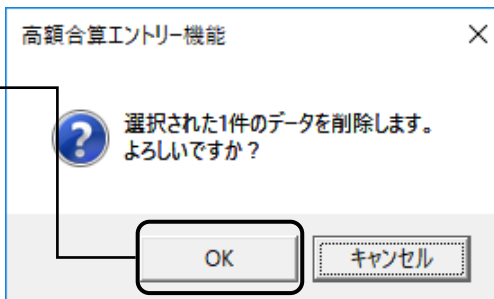 高額合算エントリー機能
選択された1件のデータを削除します。
よろしいですか?
OK
キャンセル